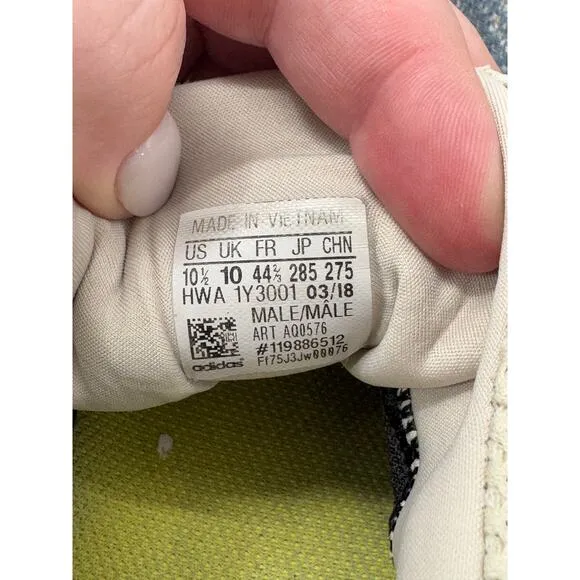 MADE IN VIETNAM
US UK FR JP CHN
10½ 10 44⅔ 285 275
HWA 1Y3001 03/18
MALE/MÂLE
ART AQ0576
#119886512
Ff75J3Jw00076
adidas